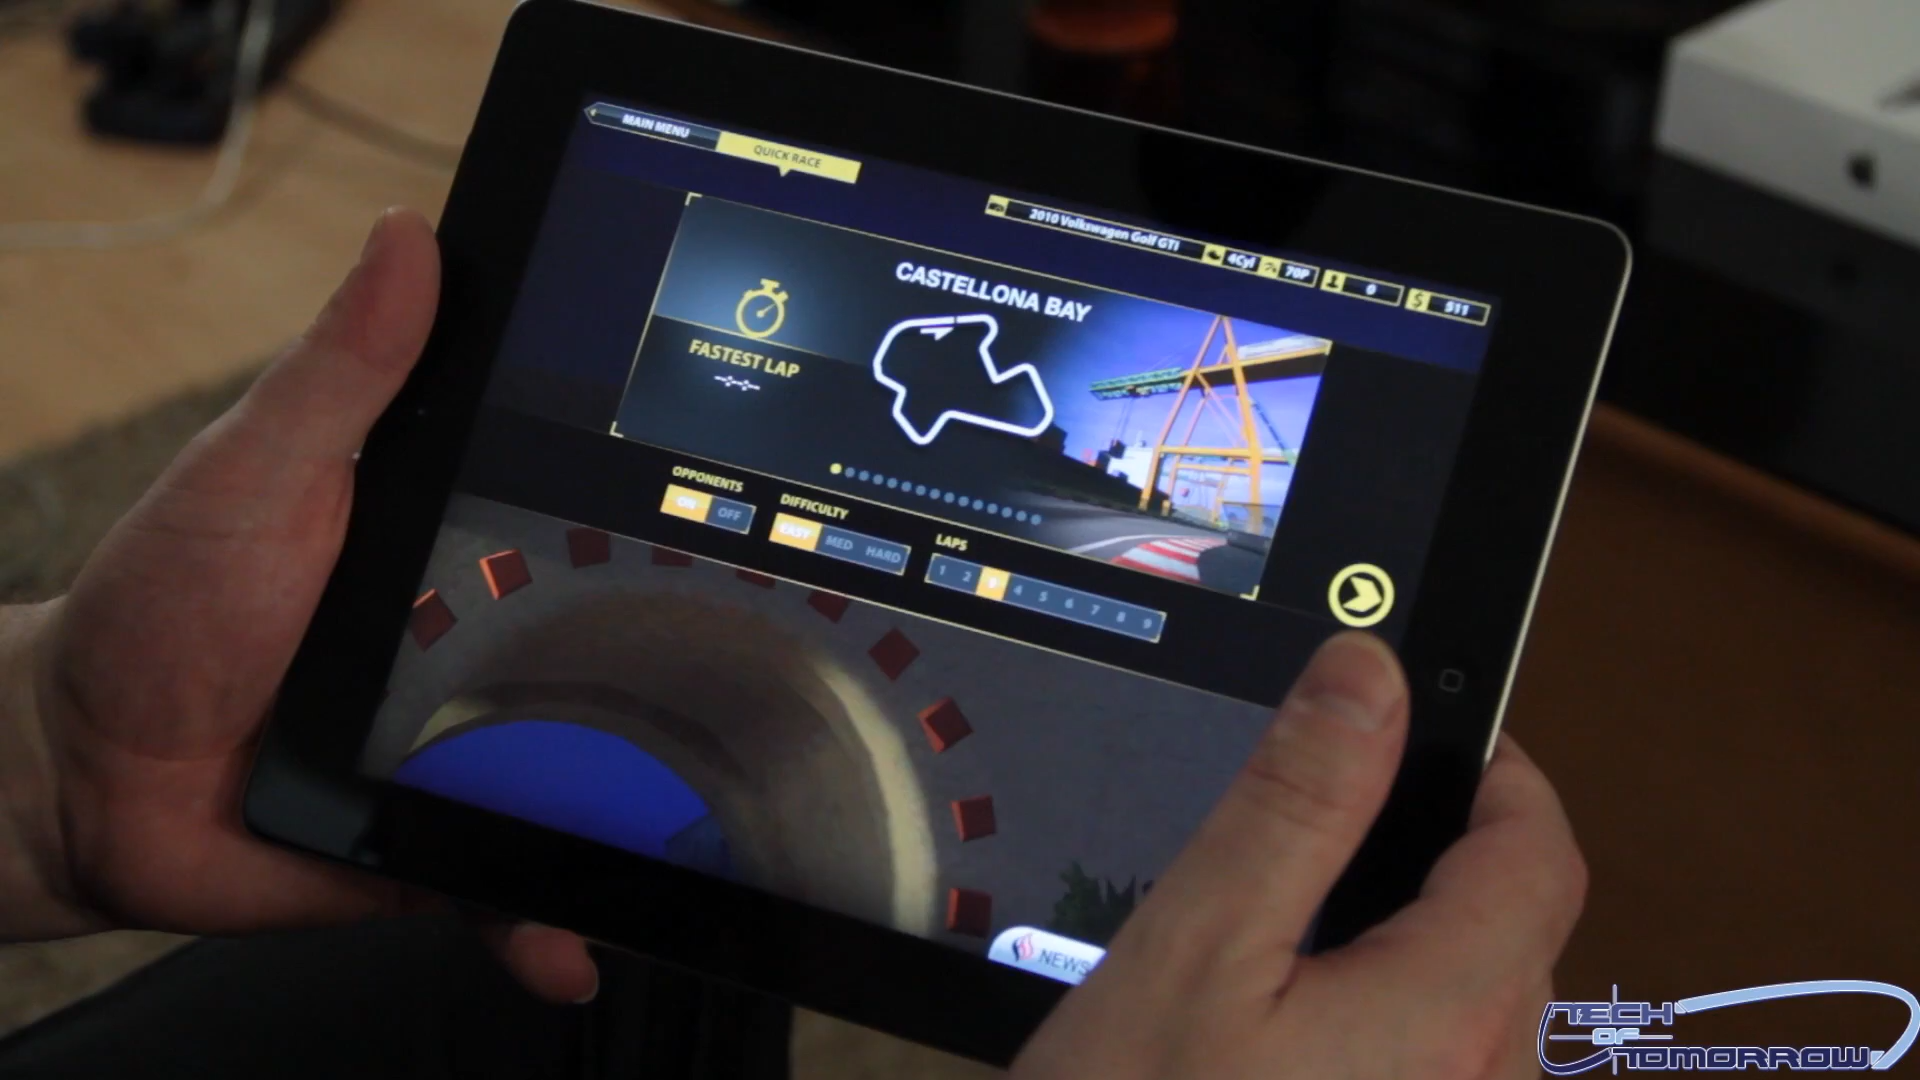 MAIN MENU
QUICK RACE
2010 Volkswagen Golf GTI 4Cyl 70P 0 $ 511
CASTELLONA BAY
FASTEST LAP
--:--:--
OPPONENTS
ON OFF
DIFFICULTY
EASY MED HARD
LAPS
1 2 3 4 5 6 7 8 9
NEWS
TECH
OF
TOMORROW